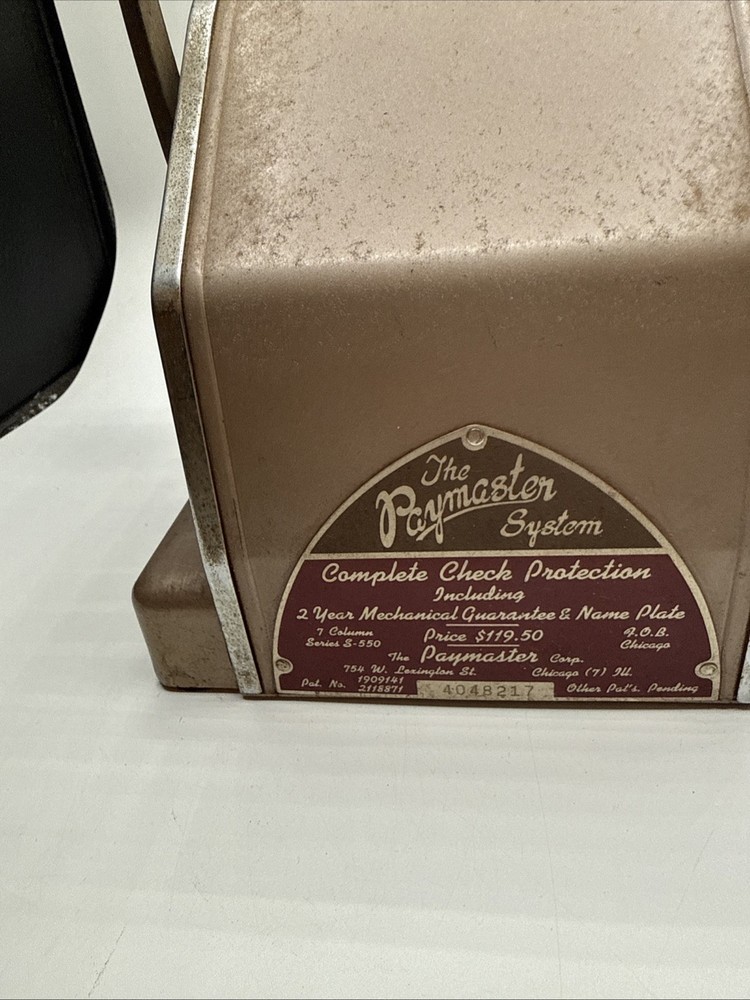 The
Paymaster
System
Complete Check Protection
Including
2 Year Mechanical Guarantee & Name Plate
7 Column Price $119.50 F.O.B.
Series S-550 Chicago
The Paymaster Corp.
754 W. Lexington St. Chicago (7) Ill.
Pat. No. 1909141
2118871 4048217 Other Pat's. Pending